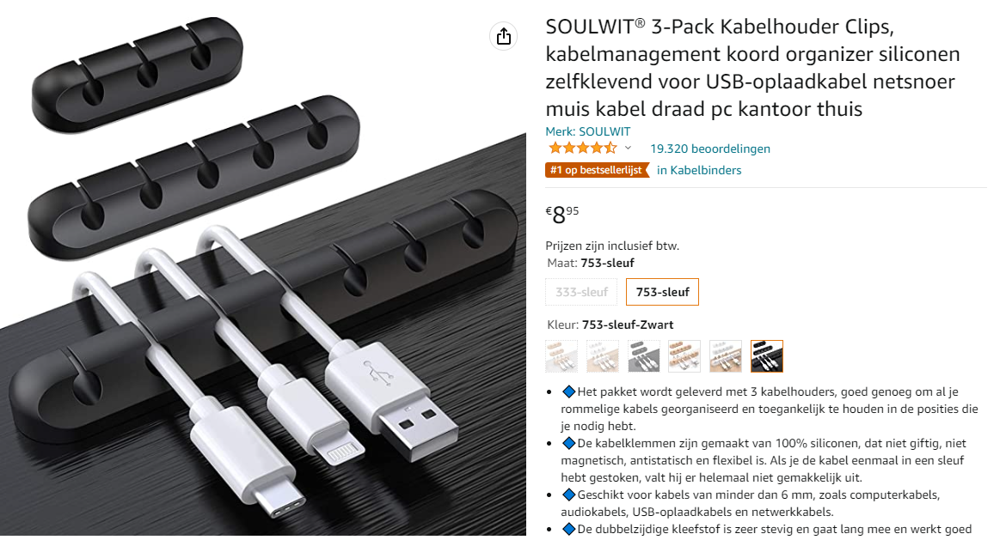 SOULWIT® 3-Pack Kabelhouder Clips,
kabelmanagement koord organizer siliconen
zelfklevend voor USB-oplaadkabel netsnoer
muis kabel draad pc kantoor thuis
Merk: SOULWIT
19.320 beoordelingen
#1 op bestsellerlijst in Kabelbinders
€895
Prijzen zijn inclusief btw.
Maat: 753-sleuf
333-sleuf 753-sleuf
Kleur: 753-sleuf-Zwart
Het pakket wordt geleverd met 3 kabelhouders, goed genoeg om al je
rommelige kabels georganiseerd en toegankelijk te houden in de posities die
je nodig hebt.
De kabelklemmen zijn gemaakt van 100% siliconen, dat niet giftig, niet
magnetisch, antistatisch en flexibel is. Als je de kabel eenmaal in een sleuf
hebt gestoken, valt hij er helemaal niet gemakkelijk uit.
Geschikt voor kabels van minder dan 6 mm, zoals computerkabels,
audiokabels, USB-oplaadkabels en netwerkkabels.
De dubbelzijdige kleefstof is zeer stevig en gaat lang mee en werkt goed